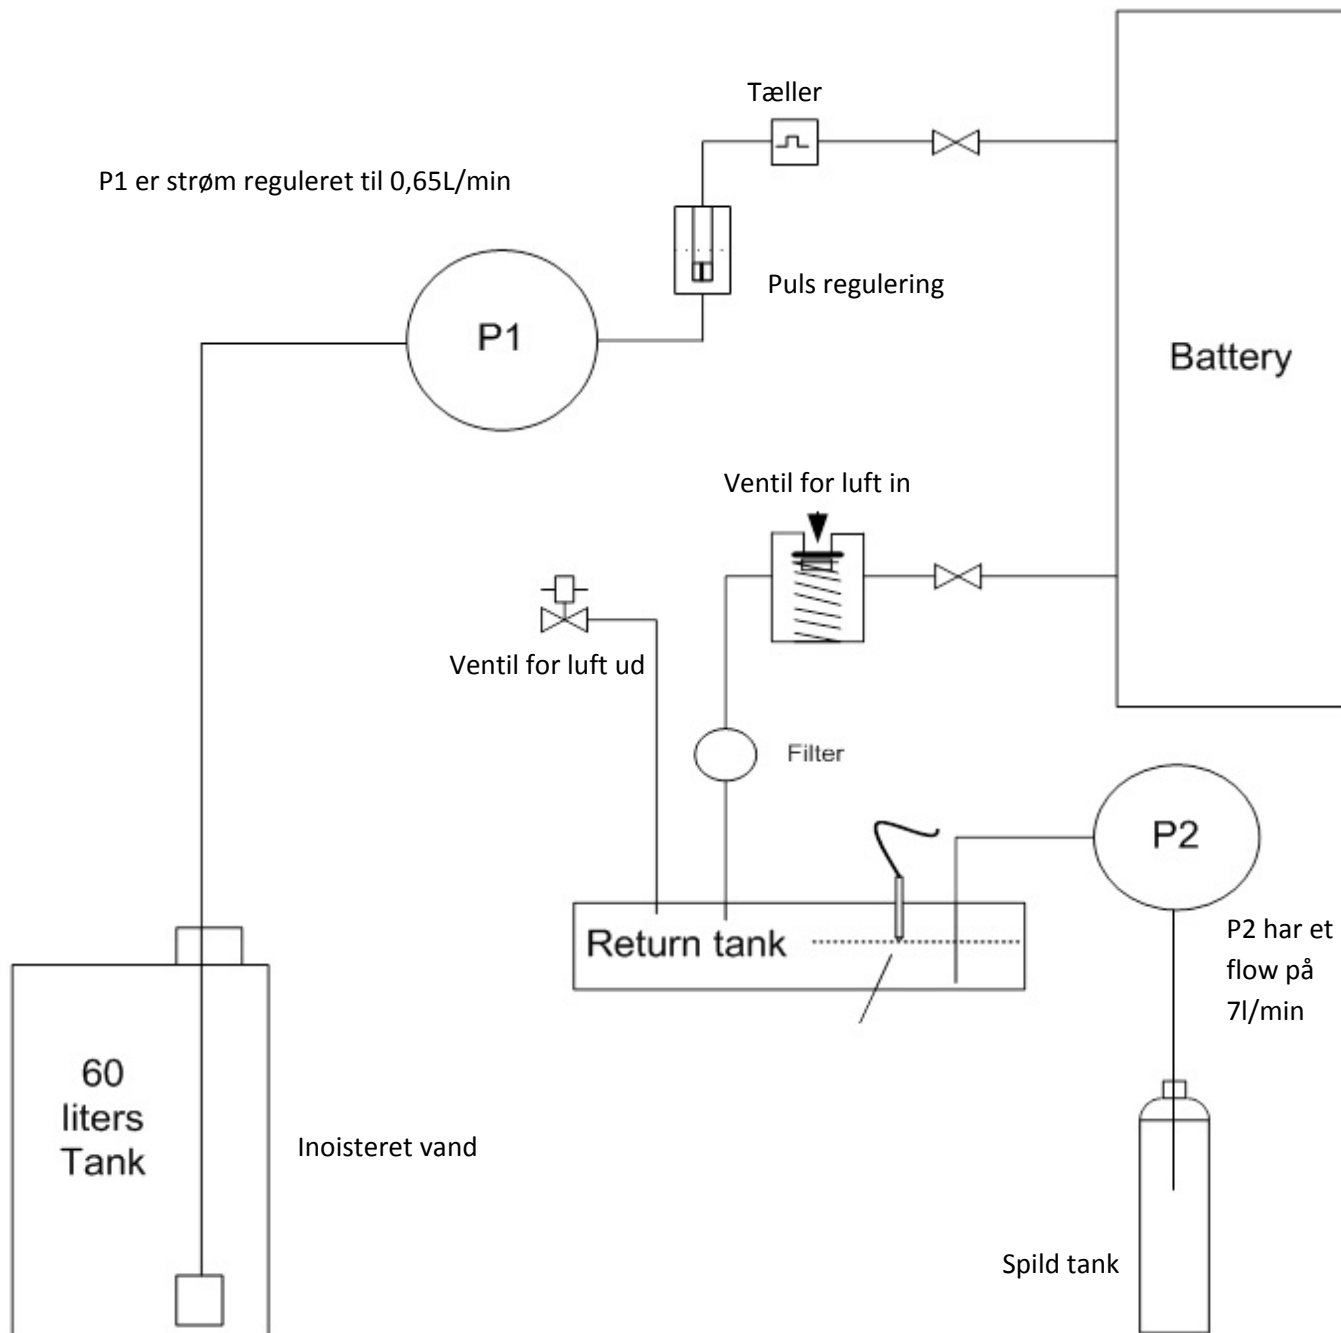 Tæller
P1 er strøm reguleret til 0,65L/min
Puls regulering
P1
Battery
Ventil for luft in
Ventil for luft ud
Filter
P2
Return tank
P2 har et
flow på
7l/min
60
liters
Tank
Inoisteret vand
Spild tank